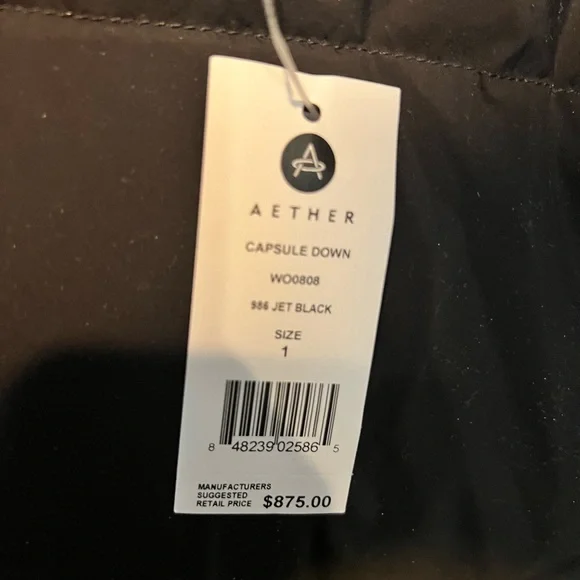 AETHER
CAPSULE DOWN
WO0808
986 JET BLACK
SIZE
1
8 48239 02586 5
MANUFACTURERS
SUGGESTED
RETAIL PRICE $875.00